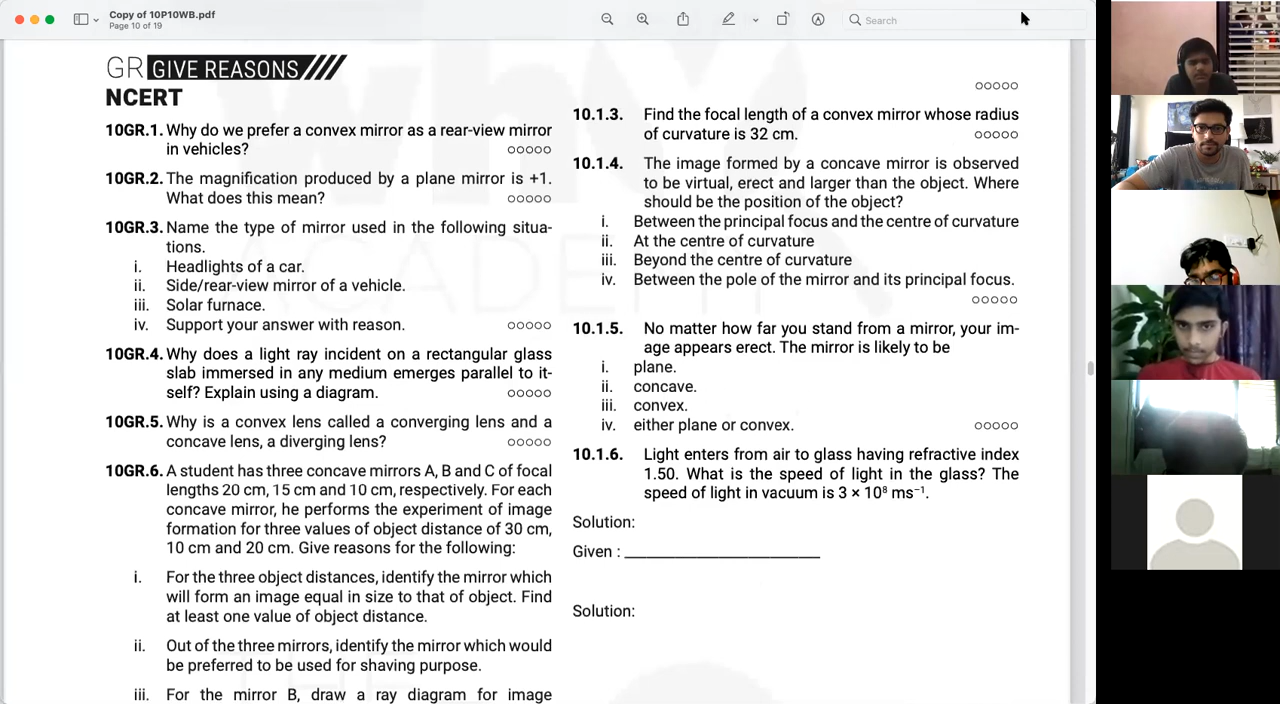 Copy of 10P10WB.pdf
Page 10 of 19
Search
GR GIVE REASONS
NCERT
10GR.1. Why do we prefer a convex mirror as a rear-view mirror
in vehicles? ooooo
10GR.2. The magnification produced by a plane mirror is +1.
What does this mean? ooooo
10GR.3. Name the type of mirror used in the following situa-
tions.
i. Headlights of a car.
ii. Side/rear-view mirror of a vehicle.
iii. Solar furnace.
iv. Support your answer with reason. ooooo
10GR.4. Why does a light ray incident on a rectangular glass
slab immersed in any medium emerges parallel to it-
self? Explain using a diagram. ooooo
10GR.5. Why is a convex lens called a converging lens and a
concave lens, a diverging lens? ooooo
10GR.6. A student has three concave mirrors A, B and C of focal
lengths 20 cm, 15 cm and 10 cm, respectively. For each
concave mirror, he performs the experiment of image
formation for three values of object distance of 30 cm,
10 cm and 20 cm. Give reasons for the following:
i. For the three object distances, identify the mirror which
will form an image equal in size to that of object. Find
at least one value of object distance.
ii. Out of the three mirrors, identify the mirror which would
be preferred to be used for shaving purpose.
iii. For the mirror B, draw a ray diagram for image
ooooo
10.1.3. Find the focal length of a convex mirror whose radius
of curvature is 32 cm. ooooo
10.1.4. The image formed by a concave mirror is observed
to be virtual, erect and larger than the object. Where
should be the position of the object?
i. Between the principal focus and the centre of curvature
ii. At the centre of curvature
iii. Beyond the centre of curvature
iv. Between the pole of the mirror and its principal focus.
ooooo
10.1.5. No matter how far you stand from a mirror, your im-
age appears erect. The mirror is likely to be
i. plane.
ii. concave.
iii. convex.
iv. either plane or convex. ooooo
10.1.6. Light enters from air to glass having refractive index
1.50. What is the speed of light in the glass? The
speed of light in vacuum is 3 × 10⁸ ms⁻¹.
Solution:
Given : ______________________
Solution: